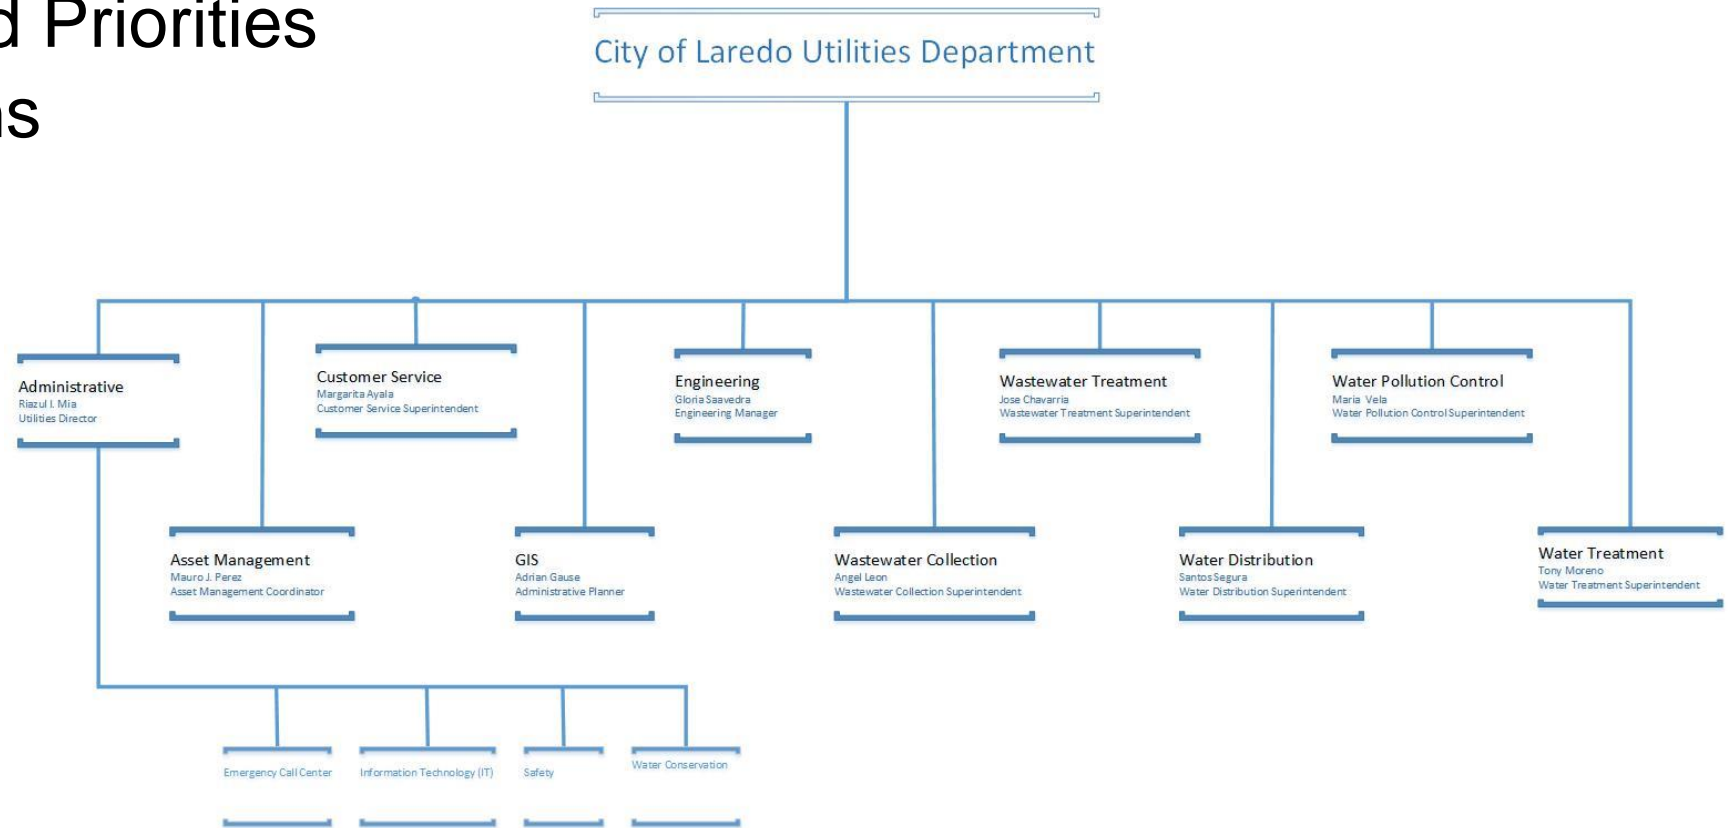 d Priorities
ns
City of Laredo Utilities Department
Administrative
Riazul I. Mia
Utilities Director
Customer Service
Margarita Ayala
Customer Service Superintendent
Engineering
Gloria Saavedra
Engineering Manager
Wastewater Treatment
Jose Chavarria
Wastewater Treatment Superintendent
Water Pollution Control
Maria Vela
Water Pollution Control Superintendent
Asset Management
Mauro J. Perez
Asset Management Coordinator
GIS
Adrian Gause
Administrative Planner
Wastewater Collection
Angel Leon
Wastewater Collection Superintendent
Water Distribution
Santos Segura
Water Distribution Superintendent
Water Treatment
Tony Moreno
Water Treatment Superintendent
Emergency Call Center
Information Technology (IT)
Safety
Water Conservation